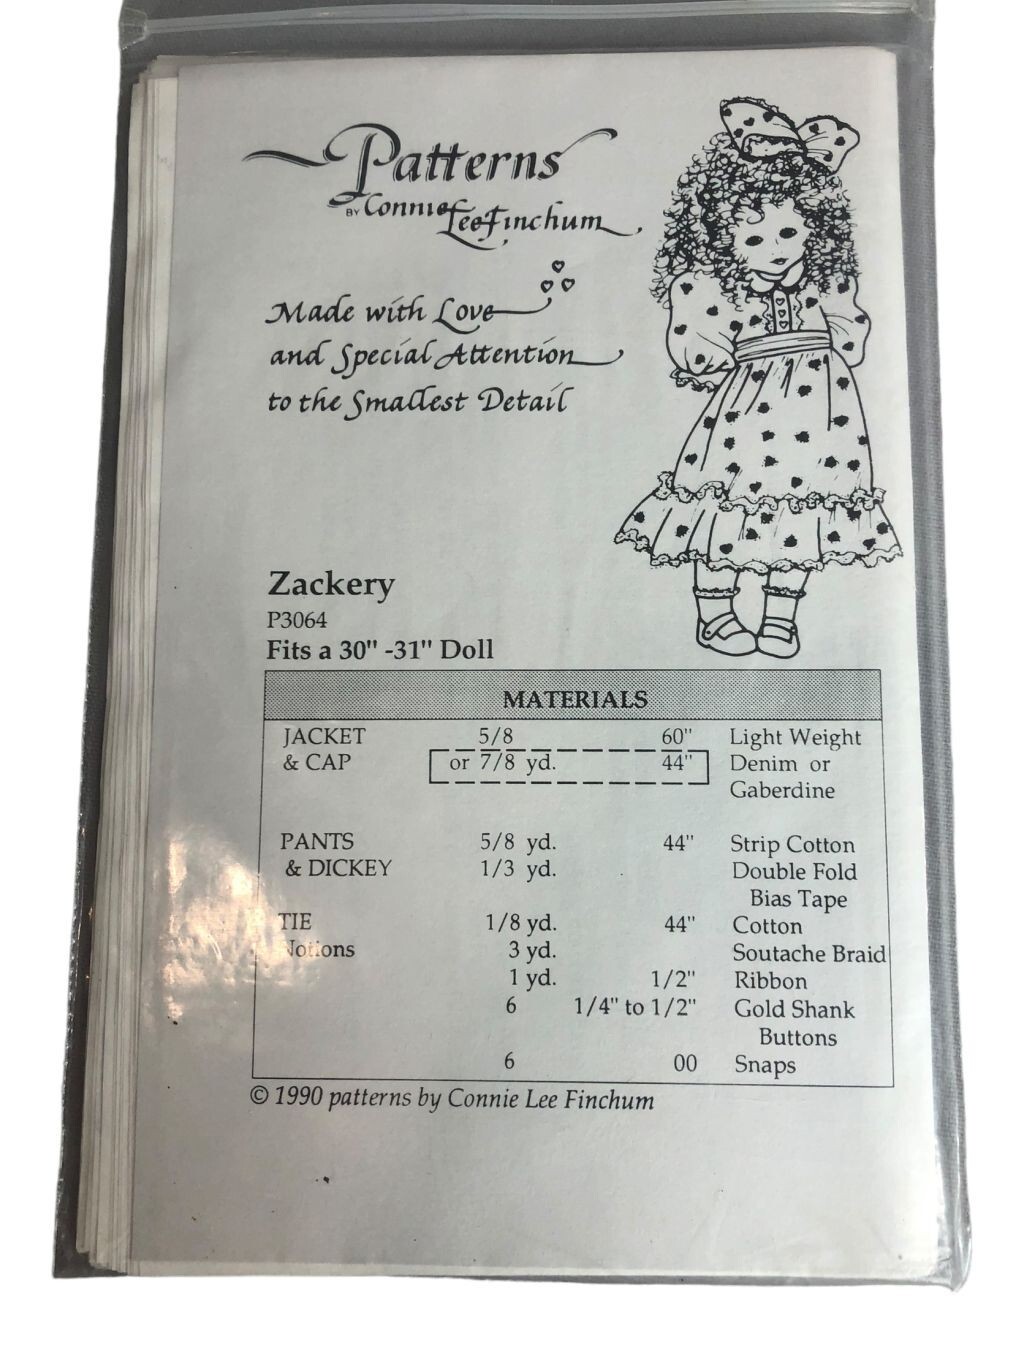 Patterns
BY Connie Lee Finchum
Made with Love
and Special Attention
to the Smallest Detail
Zackery
P3064
Fits a 30" -31" Doll
MATERIALS
JACKET 5/8 60" Light Weight
& CAP or 7/8 yd. 44" Denim or
Gaberdine
PANTS 5/8 yd. 44" Strip Cotton
& DICKEY 1/3 yd. Double Fold
Bias Tape
TIE 1/8 yd. 44" Cotton
Notions 3 yd. Soutache Braid
1 yd. 1/2" Ribbon
6 1/4" to 1/2" Gold Shank
Buttons
6 00 Snaps
© 1990 patterns by Connie Lee Finchum